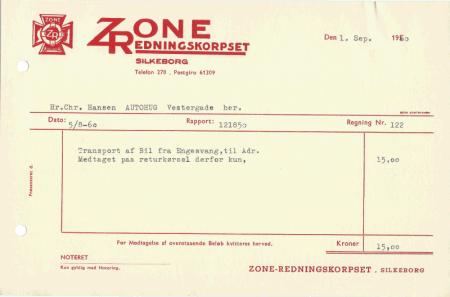 ZONE
ZONE
REDNINGSKORPSET
SILKEBORG
Telefon 270 . Postgiro 61309
Den 1. Sep. 1960
Hr.Chr. Hansen AUTOHUG Vestergade her.
Dato: 5/8-60 Rapport: 121850 Regning Nr. 122
Transport af Bil fra Engesvang,til Adr.
Medtaget paa returkørsel derfor kun, 15,00
Præsenteret d.
For Modtagelse af ovenstaaende Beløb kvitteres herved.
Kroner 15,00
NOTERET
Kun gyldig med Notering.
ZONE-REDNINGSKORPSET . SILKEBORG